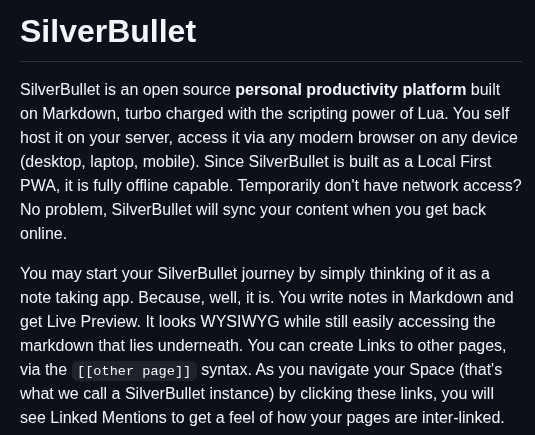 SilverBullet
SilverBullet is an open source personal productivity platform built
on Markdown, turbo charged with the scripting power of Lua. You self
host it on your server, access it via any modern browser on any device
(desktop, laptop, mobile). Since SilverBullet is built as a Local First
PWA, it is fully offline capable. Temporarily don't have network access?
No problem, SilverBullet will sync your content when you get back
online.
You may start your SilverBullet journey by simply thinking of it as a
note taking app. Because, well, it is. You write notes in Markdown and
get Live Preview. It looks WYSIWYG while still easily accessing the
markdown that lies underneath. You can create Links to other pages,
via the [[other page]] syntax. As you navigate your Space (that's
what we call a SilverBullet instance) by clicking these links, you will
see Linked Mentions to get a feel of how your pages are inter-linked.